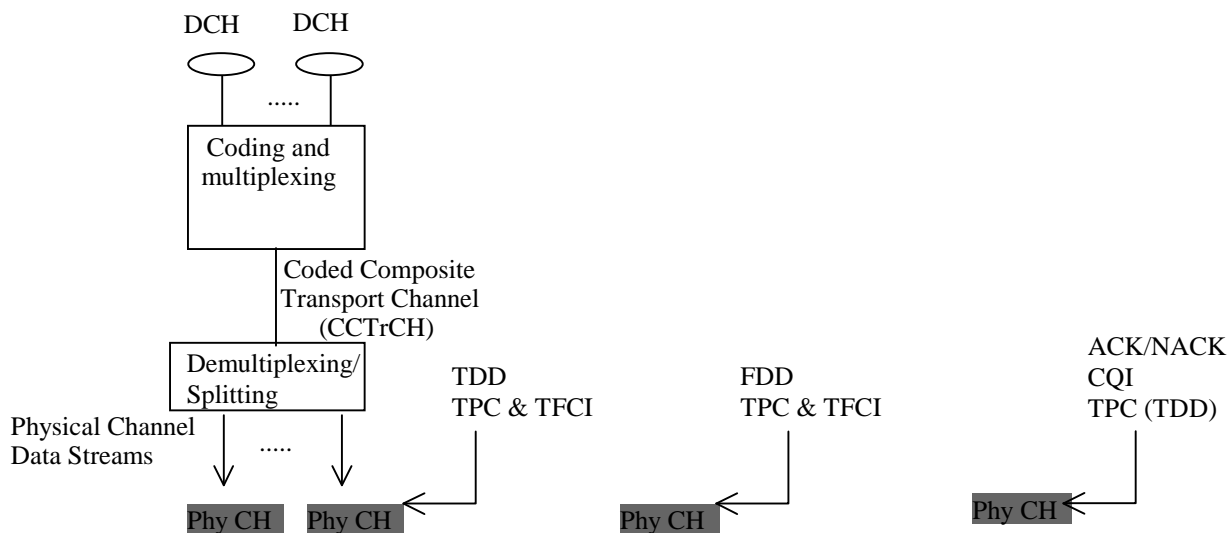 DCH DCH
.....
Coding and
multiplexing
Coded Composite
Transport Channel
(CCTrCH)
Demultiplexing/
Splitting
Physical Channel
Data Streams
.....
TDD
TPC & TFCI
FDD
TPC & TFCI
ACK/NACK
CQI
TPC (TDD)
Phy CH Phy CH Phy CH Phy CH